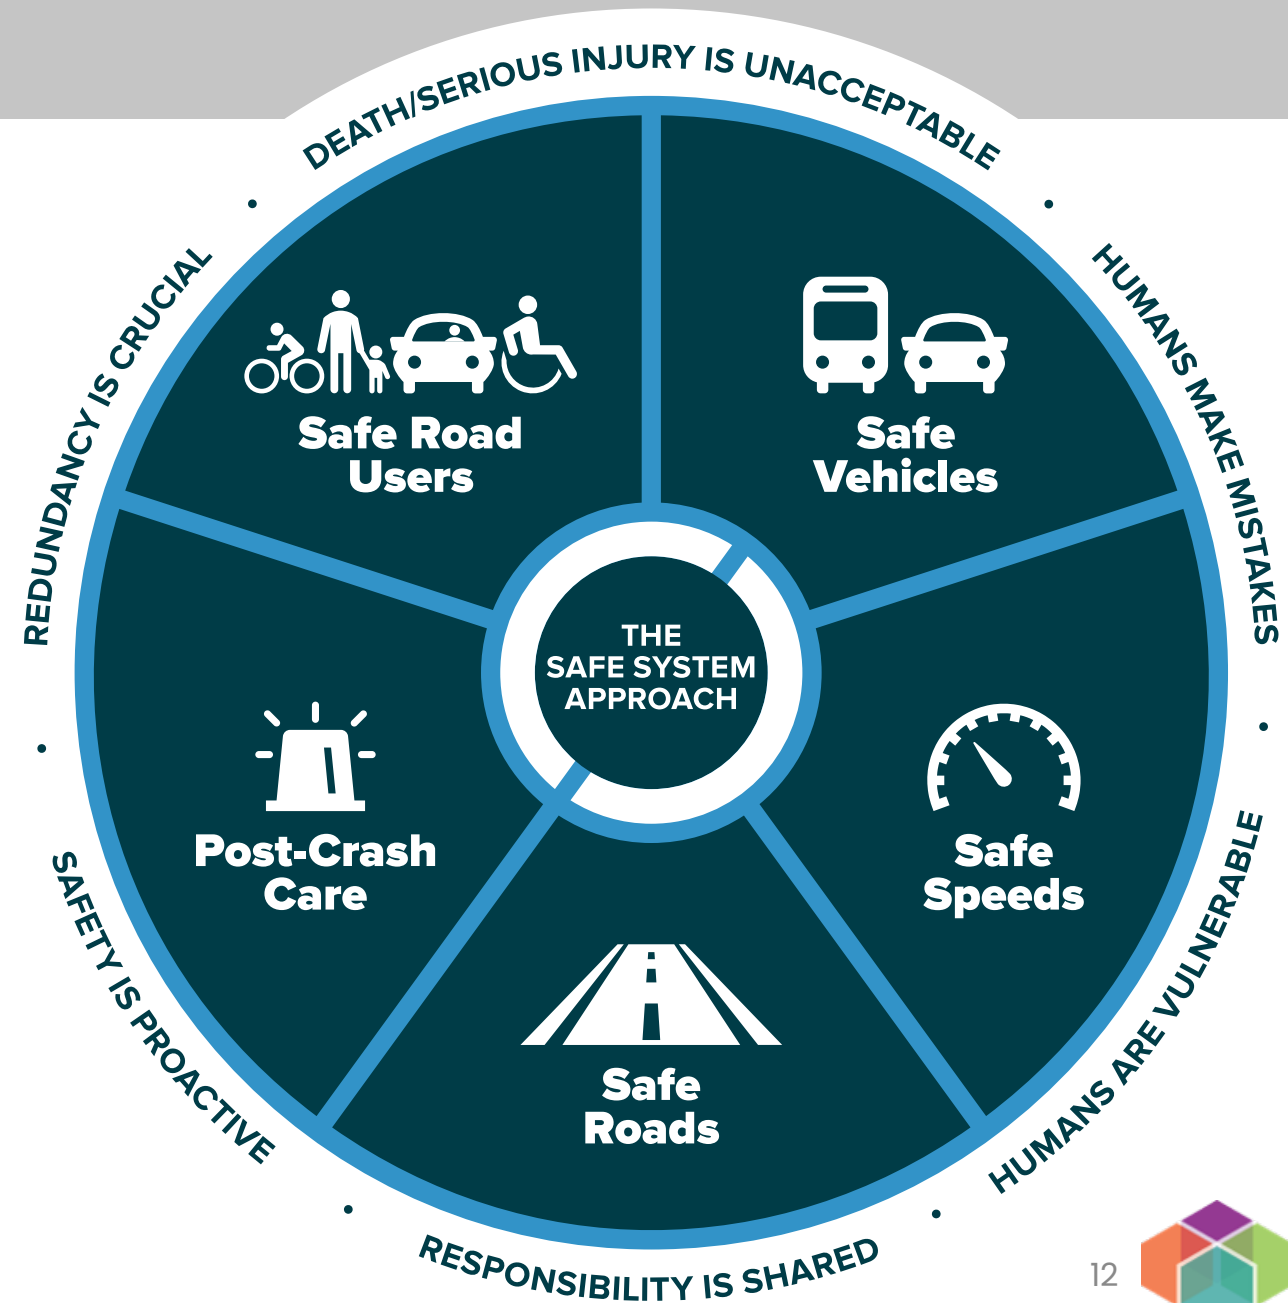 DEATH/SERIOUS INJURY IS UNACCEPTABLE
HUMANS MAKE MISTAKES
HUMANS ARE VULNERABLE
RESPONSIBILITY IS SHARED
SAFETY IS PROACTIVE
REDUNDANCY IS CRUCIAL
Safe Road
Users
Safe
Vehicles
THE
SAFE SYSTEM
APPROACH
Post-Crash
Care
Safe
Speeds
Safe
Roads
12